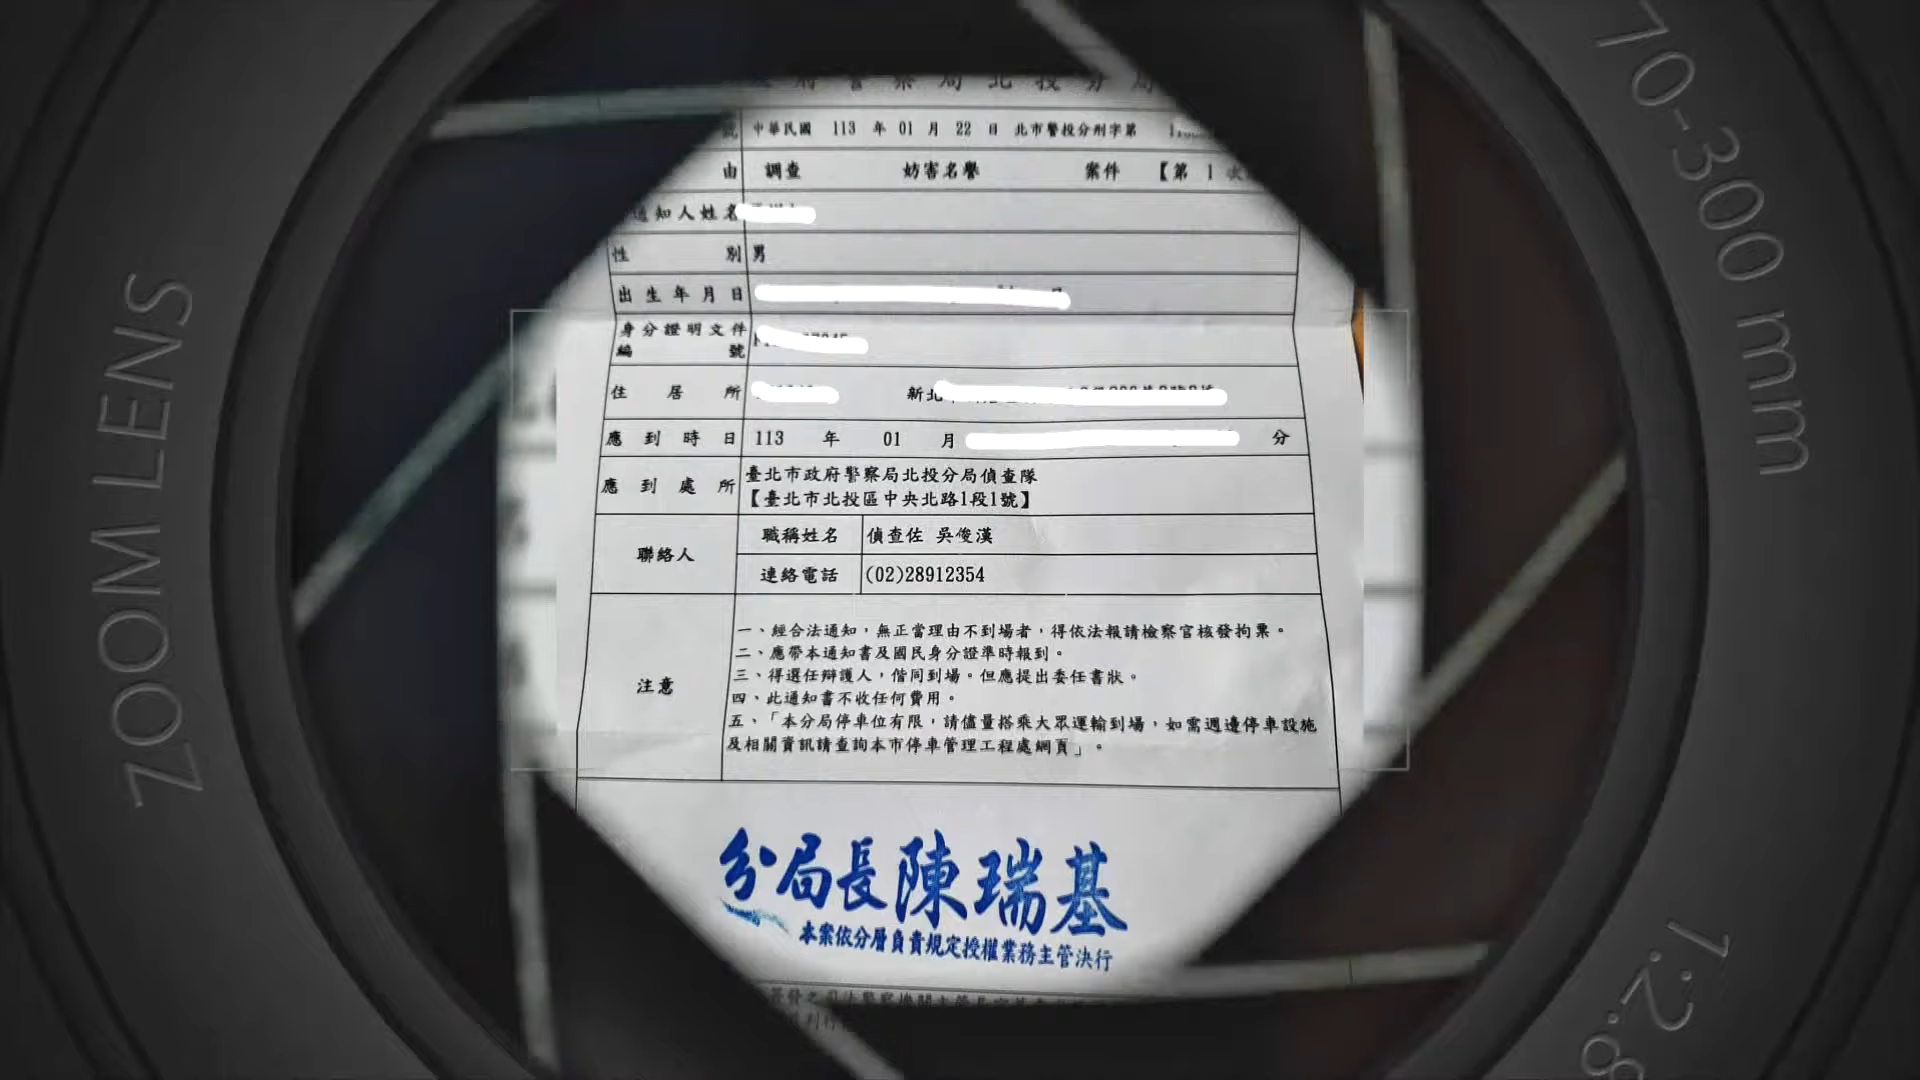 府警察局北投分局
號 中華民國 113 年 01 月 22 日 北市警投分刑字第
由 調查 妨害名譽 案件 【第 1 次
通知人姓名
性別 男
出生年月日
身分證明文件
編號
住居所 新北
應到時日 113 年 01 月 分
應到處所 臺北市政府警察局北投分局偵查隊
【臺北市北投區中央北路1段1號】
聯絡人 職稱姓名 偵查佐 吳俊漢
連絡電話 (02)28912354
注意
一、經合法通知,無正當理由不到場者,得依法報請檢察官核發拘票。
二、應帶本通知書及國民身分證準時報到。
三、得選任辯護人,偕同到場。但應提出委任書狀。
四、此通知書不收任何費用。
五、「本分局停車位有限,請儘量搭乘大眾運輸到場,如需週邊停車設施
及相關資訊請查詢本市停車管理工程處網頁」。
分局長陳瑞基
本案依分層負責規定授權業務主管決行
ZOOM LENS
70-300 mm
1:2.8